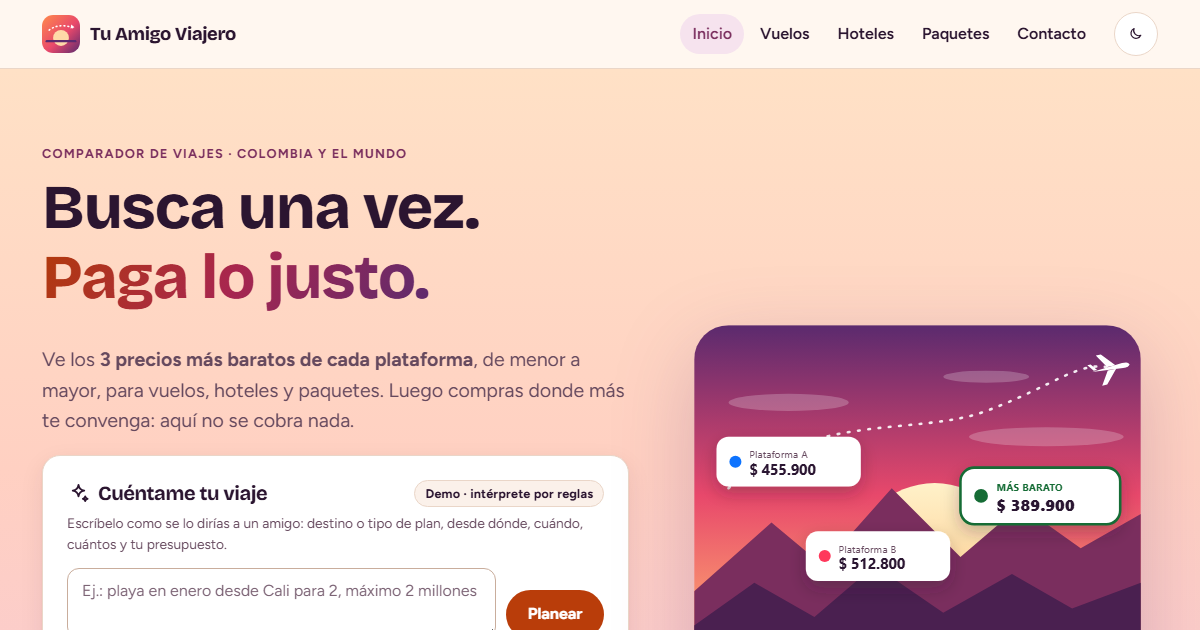 Tu Amigo Viajero
Inicio
Vuelos
Hoteles
Paquetes
Contacto
COMPARADOR DE VIAJES · COLOMBIA Y EL MUNDO
Busca una vez.
Paga lo justo.
Ve los 3 precios más baratos de cada plataforma, de menor a
mayor, para vuelos, hoteles y paquetes. Luego compras donde más
te convenga: aquí no se cobra nada.
Cuéntame tu viaje
Demo · intérprete por reglas
Escríbelo como se lo dirías a un amigo: destino o tipo de plan, desde dónde, cuándo,
cuántos y tu presupuesto.
Ej.: playa en enero desde Cali para 2, máximo 2 millones
Planear
Plataforma A
$ 455.900
MÁS BARATO
$ 389.900
Plataforma B
$ 512.800